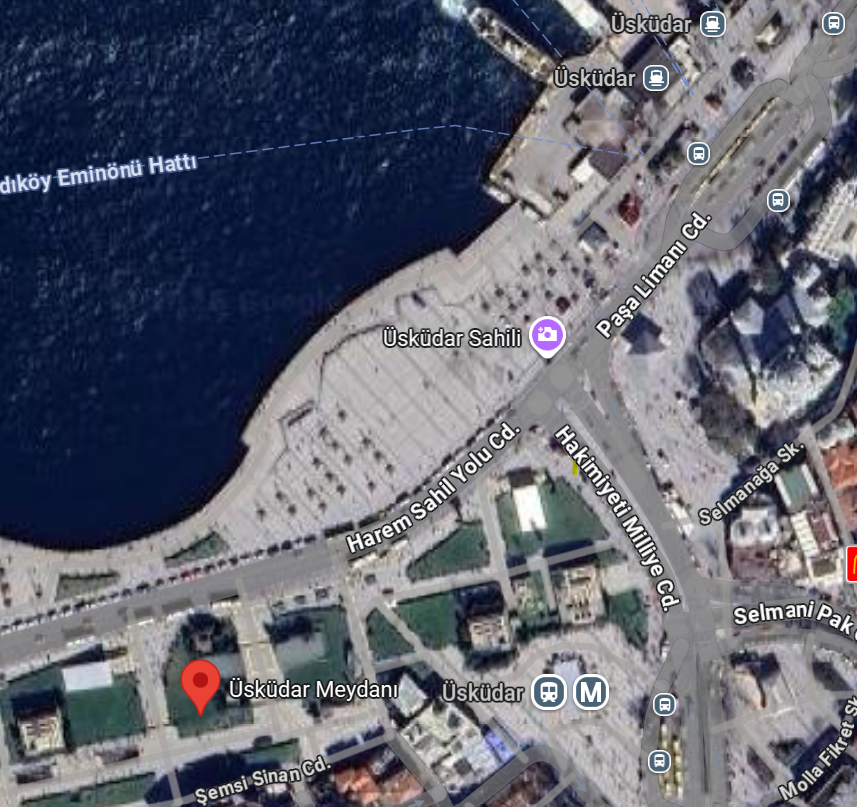 Üsküdar
Üsküdar
dıköy Eminönü Hattı
Paşa Limanı Cd.
Üsküdar Sahili
Harem Sahil Yolu Cd.
Hakimiyeti Milliye Cd.
Selmanağa Sk.
Selmani Pak
Üsküdar Meydanı
Üsküdar
M
Şemsi Sinan Cd.
Molla Fikret Sk